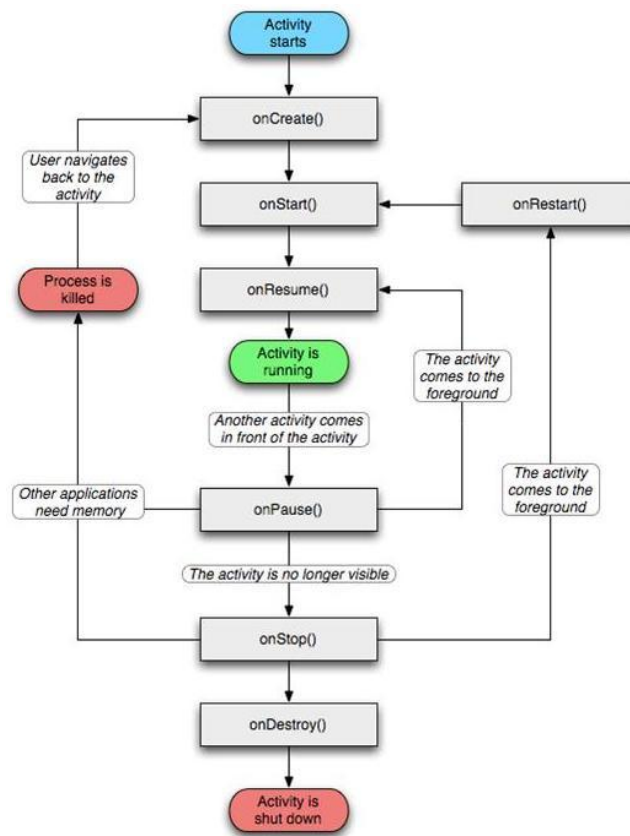 Activity
starts
onCreate()
User navigates
back to the
activity
onStart()
onRestart()
Process is
killed
onResume()
Activity is
running
The activity
comes to the
foreground
Another activity comes
in front of the activity
The activity
comes to the
foreground
Other applications
need memory
onPause()
The activity is no longer visible
onStop()
onDestroy()
Activity is
shut down